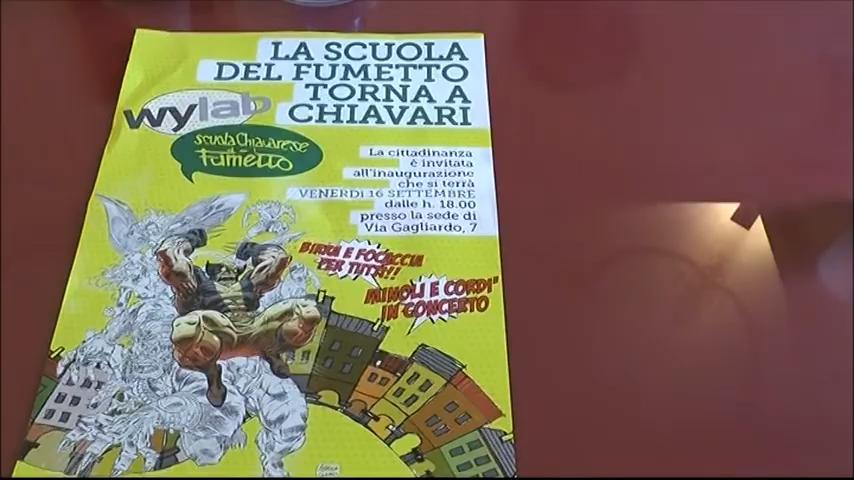 LA SCUOLA
DEL FUMETTO
TORNA A
CHIAVARI
wylab
scuola Chiavarese
di
Fumetto
La cittadinanza
è invitata
all'inaugurazione
che si terrà
VENERDI 16 SETTEMBRE
dalle h. 18.00
presso la sede di
Via Gagliardo, 7
BIRRA E FOCACCIA
PER TUTTI!!
MINOLI E CORDI'
IN CONCERTO